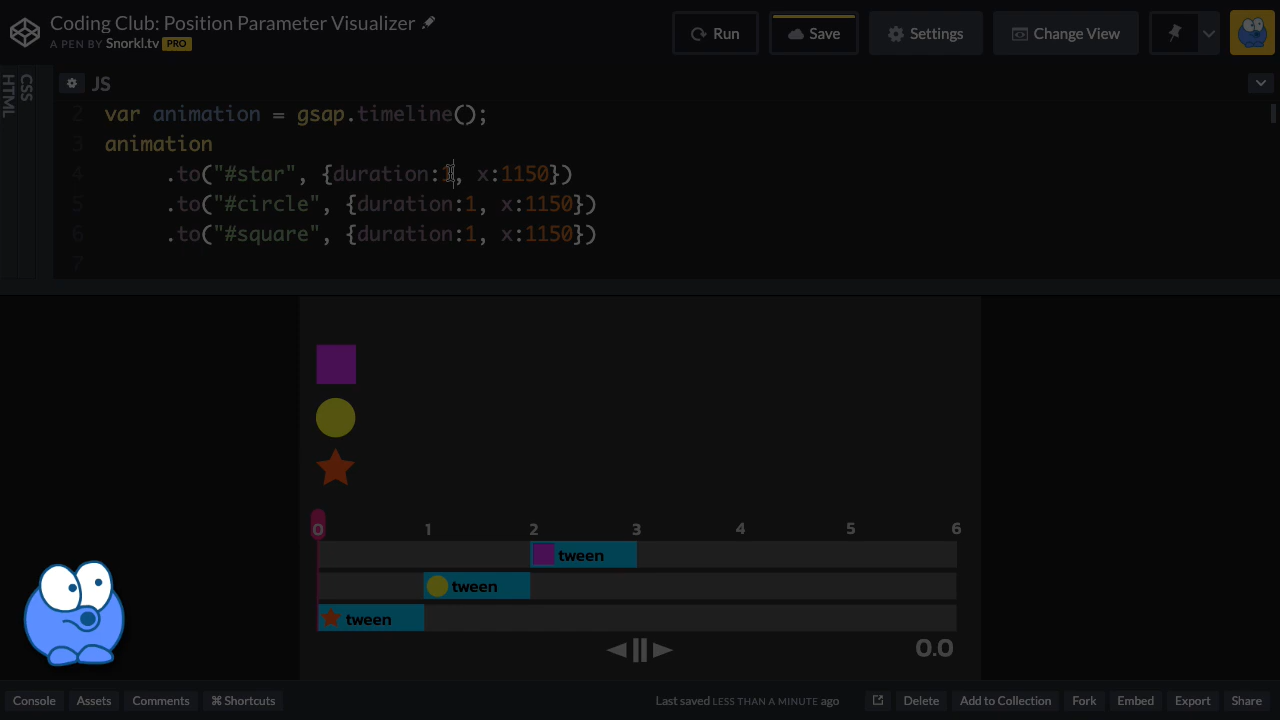 Coding Club: Position Parameter Visualizer
A PEN BY Snorkl.tv PRO
Run
Save
Settings
Change View
HTML
CSS
JS
2 var animation = gsap.timeline();
3 animation
4 .to("#star", {duration:1, x:1150})
5 .to("#circle", {duration:1, x:1150})
6 .to("#square", {duration:1, x:1150})
7
0 1 2 3 4 5 6
tween
tween
tween
0.0
Console Assets Comments ⌘ Shortcuts Last saved LESS THAN A MINUTE ago Delete Add to Collection Fork Embed Export Share